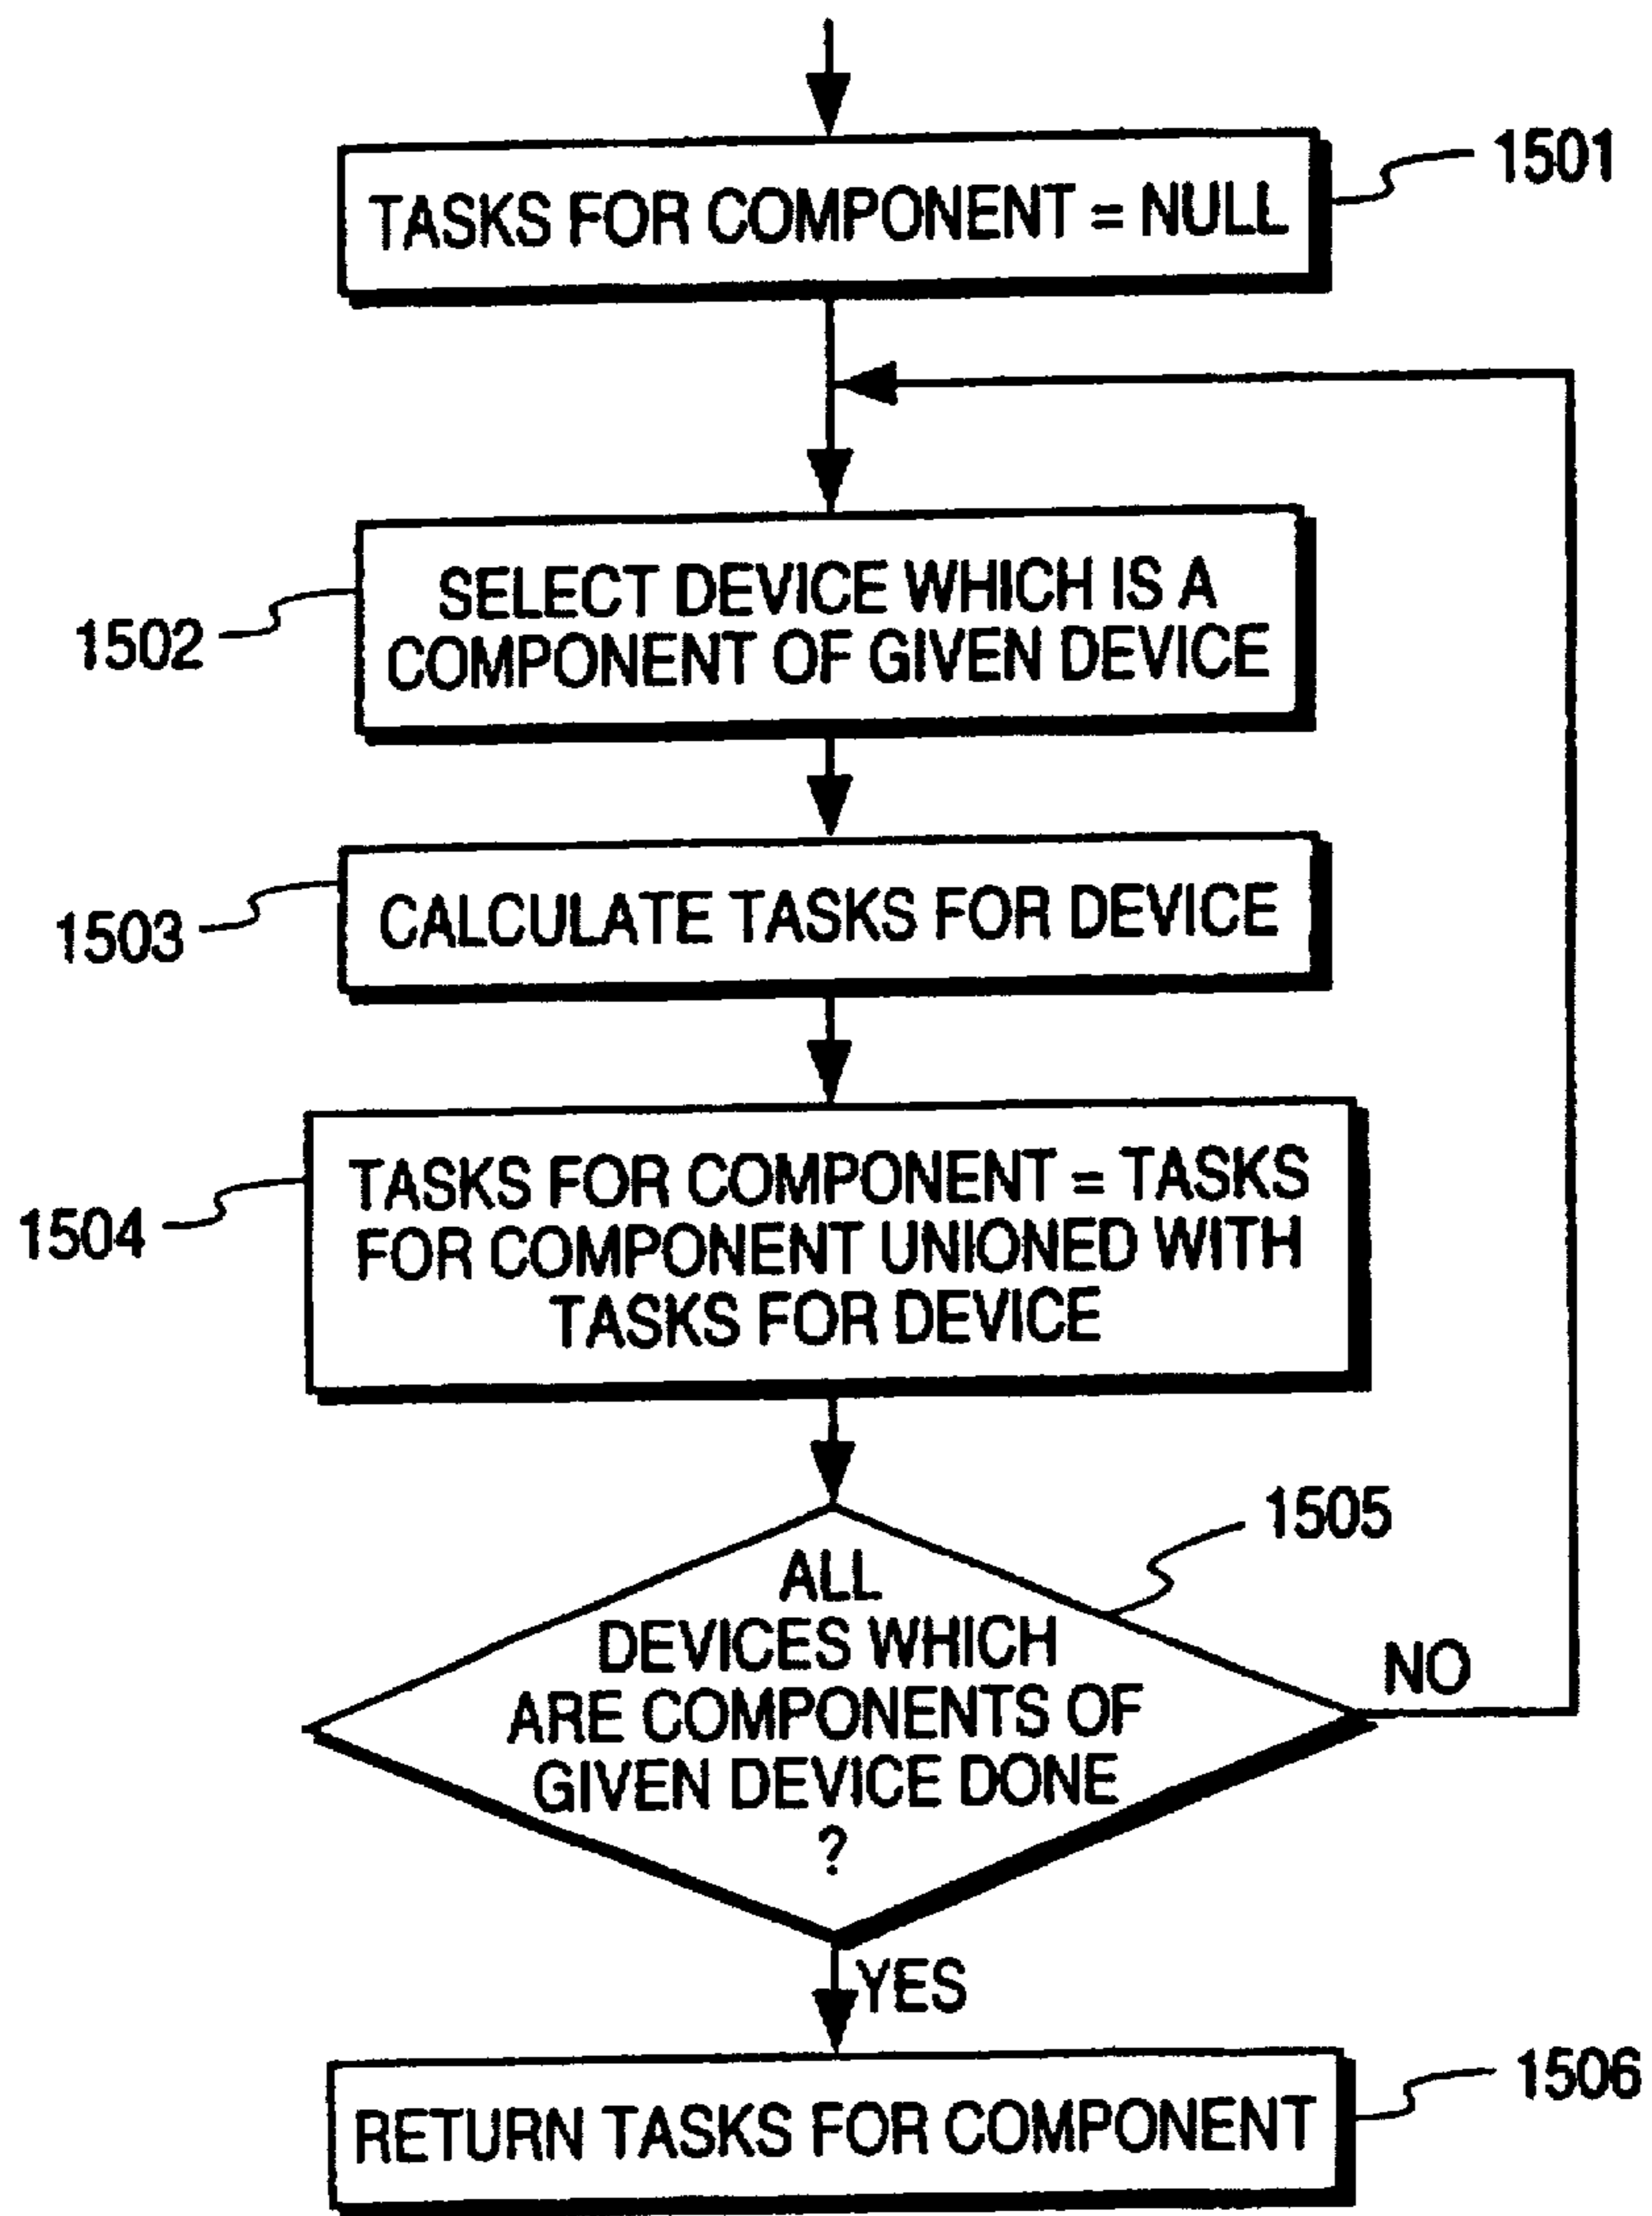 1501
TASKS FOR COMPONENT = NULL
1502
SELECT DEVICE WHICH IS A
COMPONENT OF GIVEN DEVICE
1503
CALCULATE TASKS FOR DEVICE
1504
TASKS FOR COMPONENT = TASKS
FOR COMPONENT UNIONED WITH
TASKS FOR DEVICE
1505
ALL
DEVICES WHICH
ARE COMPONENTS OF
GIVEN DEVICE DONE
?
NO
YES
1506
RETURN TASKS FOR COMPONENT